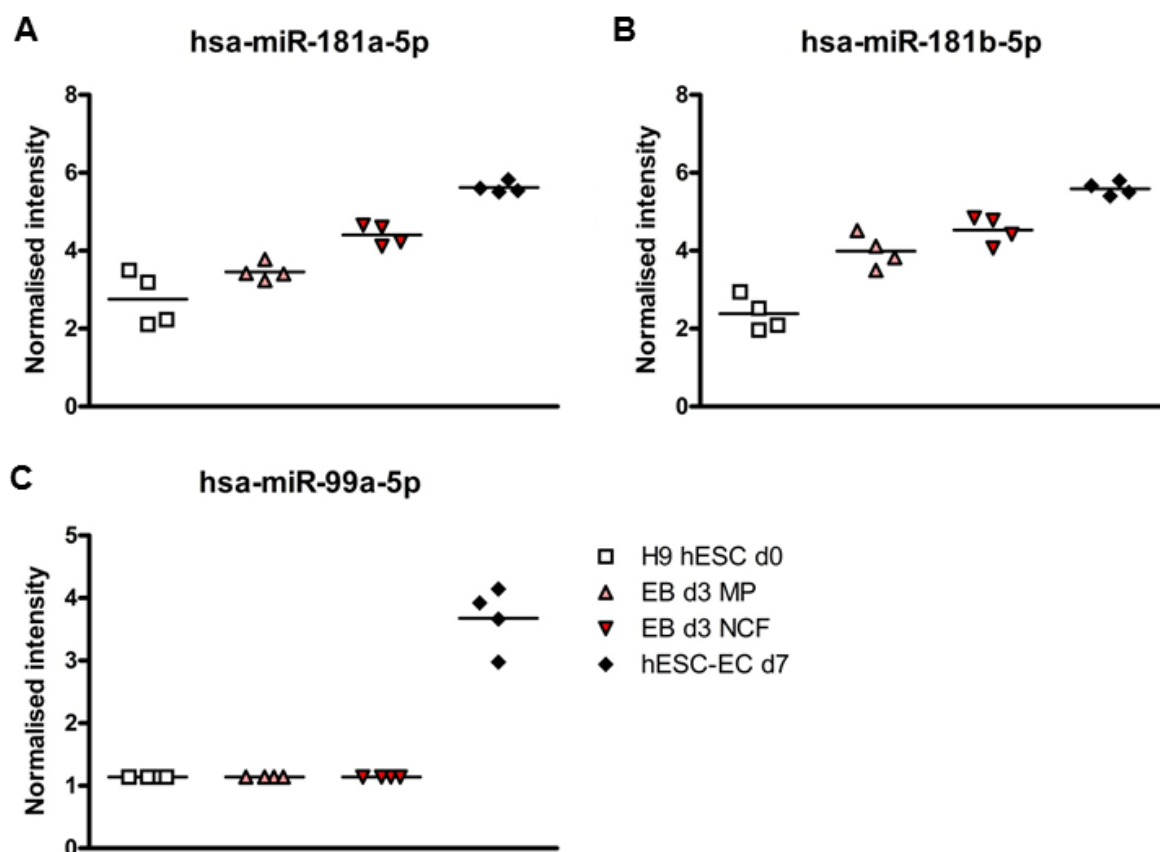 A
hsa-miR-181a-5p
Normalised intensity
8
6
4
2
0
B
hsa-miR-181b-5p
Normalised intensity
8
6
4
2
0
C
hsa-miR-99a-5p
Normalised intensity
5
4
3
2
1
0
H9 hESC d0
EB d3 MP
EB d3 NCF
hESC-EC d7